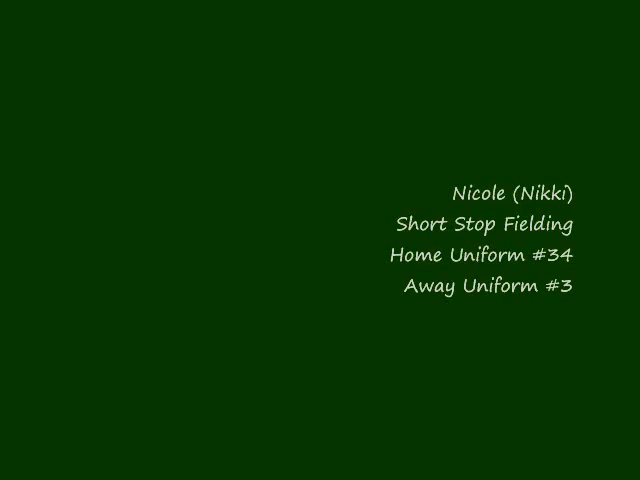 Nicole (Nikki)
Short Stop Fielding
Home Uniform #34
Away Uniform #3